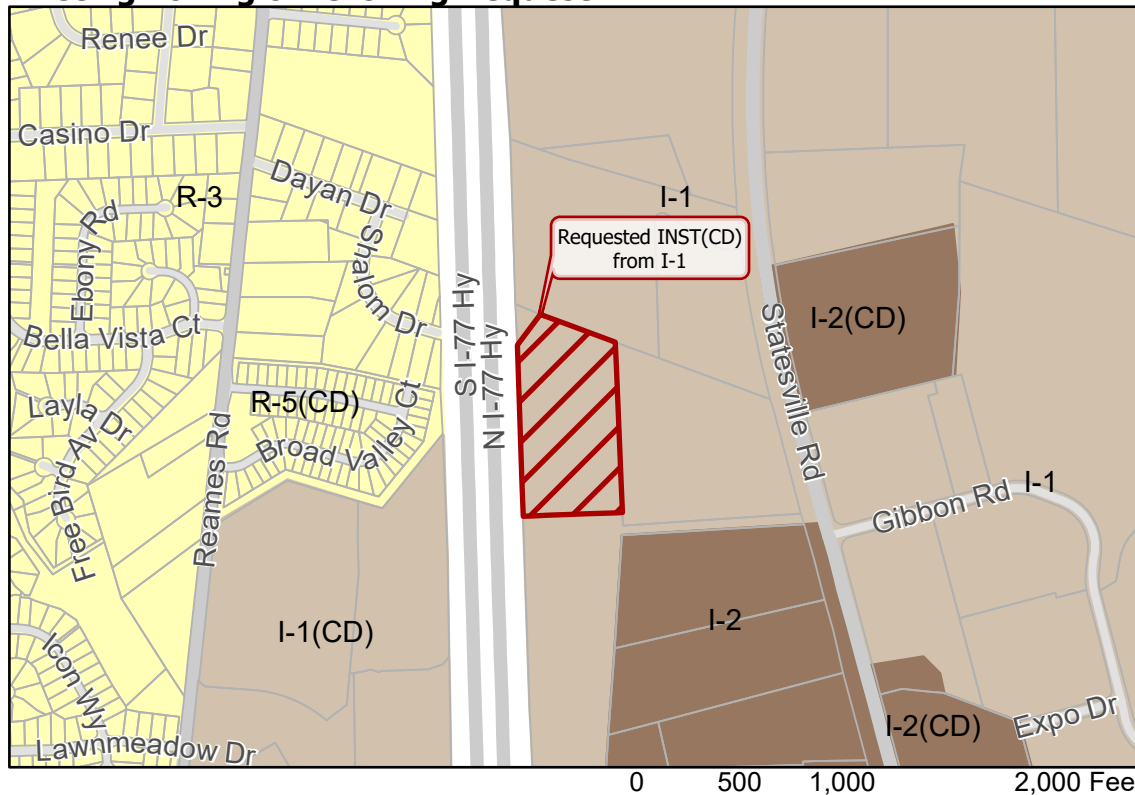 Renee Dr
Casino Dr
R-3
Dayan Dr
Ebony Rd
Shalom Dr
Bella Vista Ct
I-1
Requested INST(CD)
from I-1
S I-77 Hy
N I-77 Hy
Statesville Rd
I-2(CD)
R-5(CD)
Layla Dr
Broad Valley Ct
Free Bird Av
Reames Rd
Gibbon Rd
I-1
I-1(CD)
I-2
Icon Wy
I-2(CD)
Expo Dr
Lawnmeadow Dr
0 500 1,000 2,000 Fee